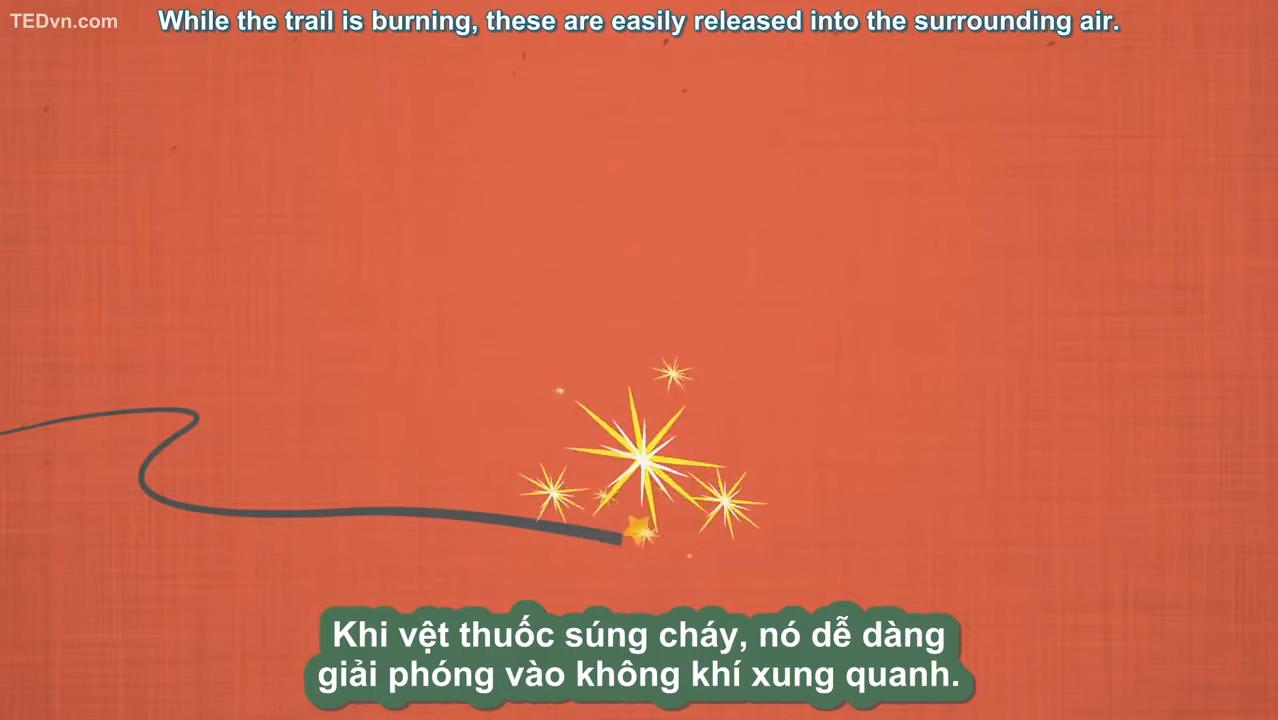 TEDvn.com
While the trail is burning, these are easily released into the surrounding air.
Khi vệt thuốc súng cháy, nó dễ dàng
giải phóng vào không khí xung quanh.